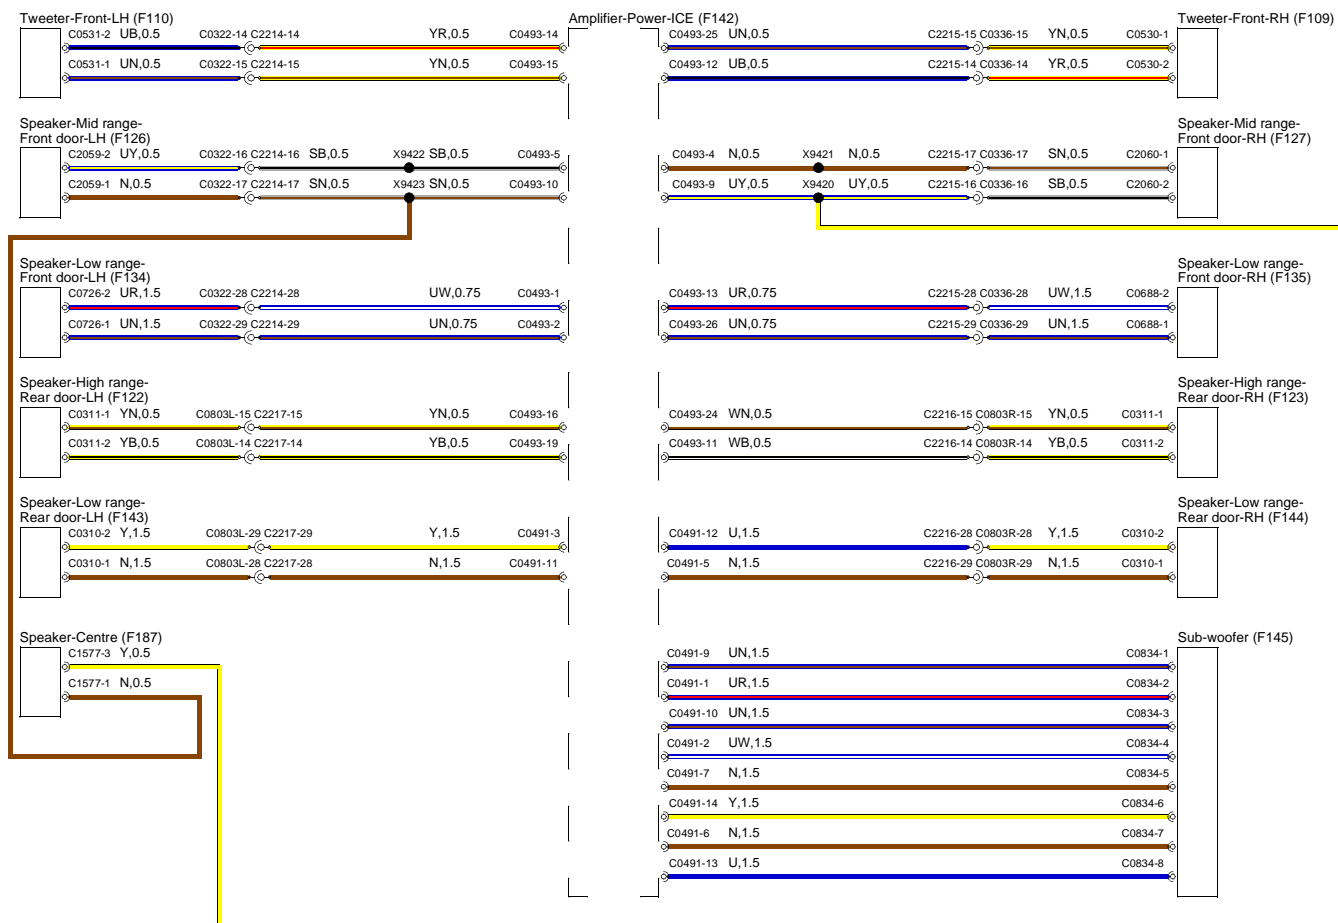 Tweeter-Front-LH (F110) Amplifier-Power-ICE (F142) Tweeter-Front-RH (F109)
C0531-2 UB,0.5 C0322-14 C2214-14 YR,0.5 C0493-14 C0493-25 UN,0.5 C2215-15 C0336-15 YN,0.5 C0530-1
C0531-1 UN,0.5 C0322-15 C2214-15 YN,0.5 C0493-15 C0493-12 UB,0.5 C2215-14 C0336-14 YR,0.5 C0530-2
Speaker-Mid range- Speaker-Mid range-
Front door-LH (F126) Front door-RH (F127)
C2059-2 UY,0.5 C0322-16 C2214-16 SB,0.5 X9422 SB,0.5 C0493-5 C0493-4 N,0.5 X9421 N,0.5 C2215-17 C0336-17 SN,0.5 C2060-1
C2059-1 N,0.5 C0322-17 C2214-17 SN,0.5 X9423 SN,0.5 C0493-10 C0493-9 UY,0.5 X9420 UY,0.5 C2215-16 C0336-16 SB,0.5 C2060-2
Speaker-Low range- Speaker-Low range-
Front door-LH (F134) Front door-RH (F135)
C0726-2 UR,1.5 C0322-28 C2214-28 UW,0.75 C0493-1 C0493-13 UR,0.75 C2215-28 C0336-28 UW,1.5 C0688-2
C0726-1 UN,1.5 C0322-29 C2214-29 UN,0.75 C0493-2 C0493-26 UN,0.75 C2215-29 C0336-29 UN,1.5 C0688-1
Speaker-High range- Speaker-High range-
Rear door-LH (F122) Rear door-RH (F123)
C0311-1 YN,0.5 C0803L-15 C2217-15 YN,0.5 C0493-16 C0493-24 WN,0.5 C2216-15 C0803R-15 YN,0.5 C0311-1
C0311-2 YB,0.5 C0803L-14 C2217-14 YB,0.5 C0493-19 C0493-11 WB,0.5 C2216-14 C0803R-14 YB,0.5 C0311-2
Speaker-Low range- Speaker-Low range-
Rear door-LH (F143) Rear door-RH (F144)
C0310-2 Y,1.5 C0803L-29 C2217-29 Y,1.5 C0491-3 C0491-12 U,1.5 C2216-28 C0803R-28 Y,1.5 C0310-2
C0310-1 N,1.5 C0803L-28 C2217-28 N,1.5 C0491-11 C0491-5 N,1.5 C2216-29 C0803R-29 N,1.5 C0310-1
Speaker-Centre (F187) Sub-woofer (F145)
C1577-3 Y,0.5 C0491-9 UN,1.5 C0834-1
C1577-1 N,0.5 C0491-1 UR,1.5 C0834-2
C0491-10 UN,1.5 C0834-3
C0491-2 UW,1.5 C0834-4
C0491-7 N,1.5 C0834-5
C0491-14 Y,1.5 C0834-6
C0491-6 N,1.5 C0834-7
C0491-13 U,1.5 C0834-8